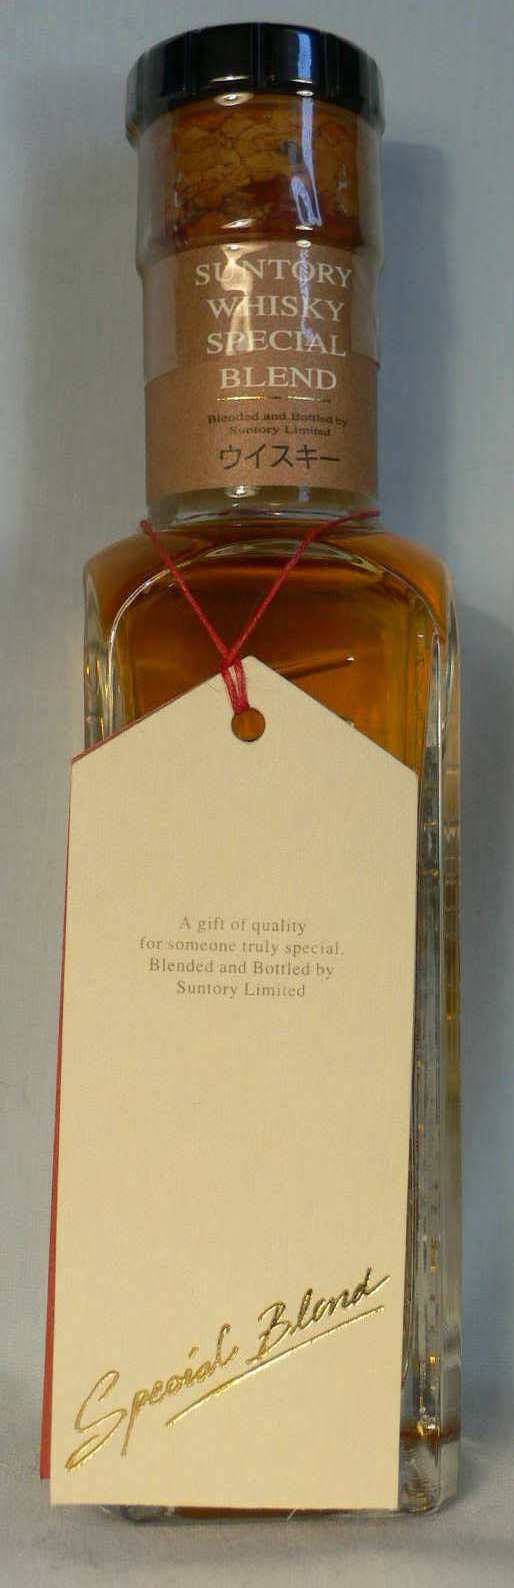 SUNTORY
WHISKY
SPECIAL
BLEND
Blended and Bottled by
Suntory Limited
ウイスキー
A gift of quality
for someone truly special.
Blended and Bottled by
Suntory Limited
Special Blend